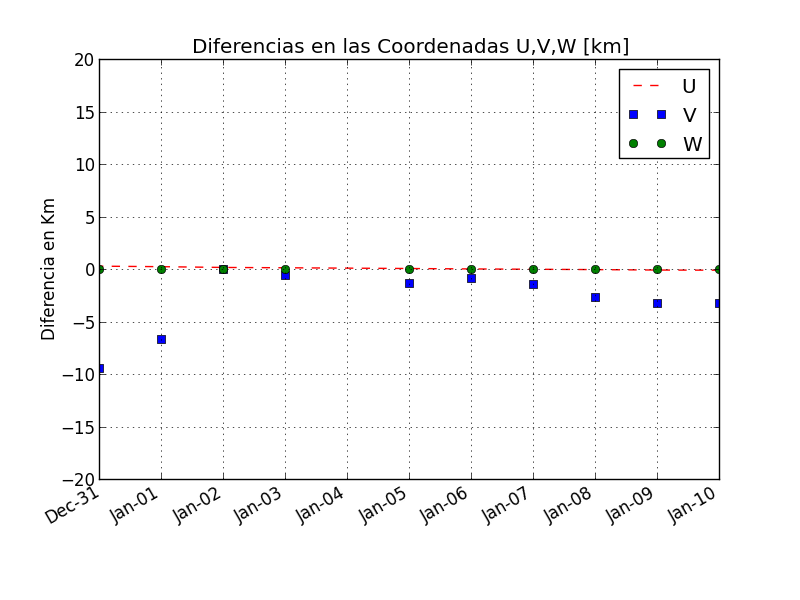 Diferencias en las Coordenadas U,V,W [km]
U
V
W
Diferencia en Km
20
15
10
5
0
−5
−10
−15
−20
Dec-31
Jan-01
Jan-02
Jan-03
Jan-04
Jan-05
Jan-06
Jan-07
Jan-08
Jan-09
Jan-10